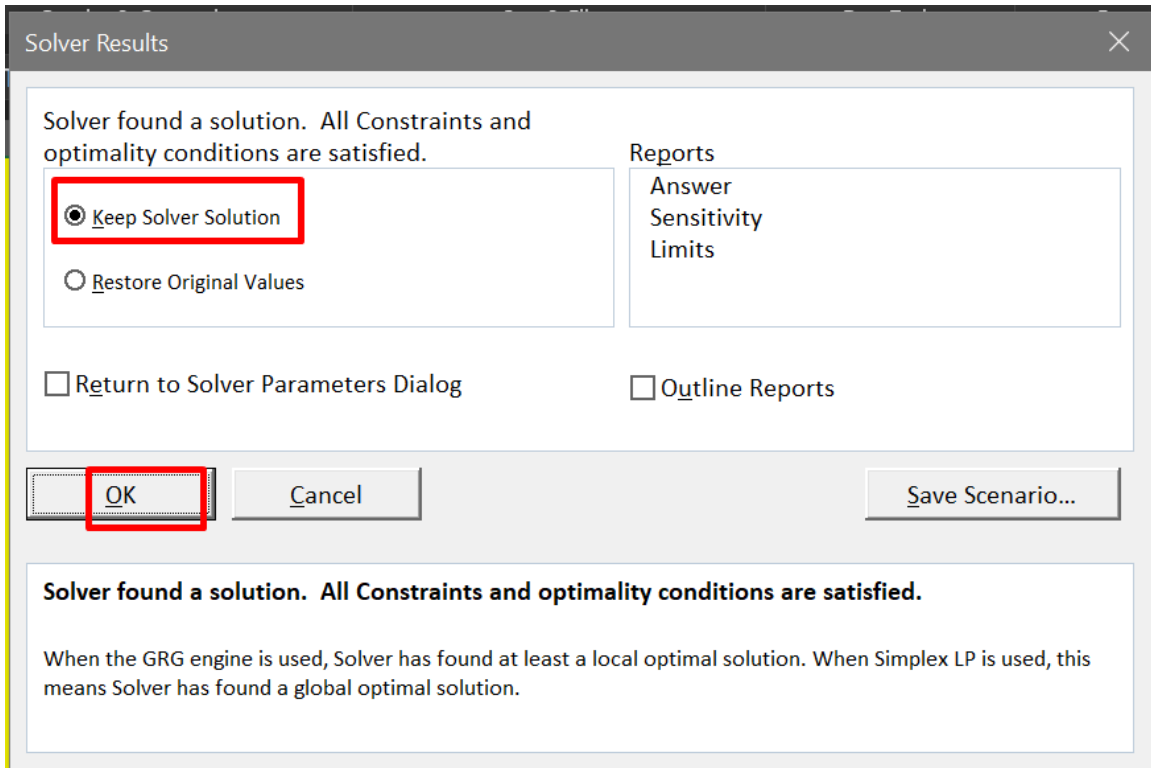 Solver Results
Solver found a solution.  All Constraints and
optimality conditions are satisfied.
Reports
Keep Solver Solution
Restore Original Values
Answer
Sensitivity
Limits
Return to Solver Parameters Dialog
Outline Reports
OK
Cancel
Save Scenario...
Solver found a solution.  All Constraints and optimality conditions are satisfied.
When the GRG engine is used, Solver has found at least a local optimal solution. When Simplex LP is used, this
means Solver has found a global optimal solution.